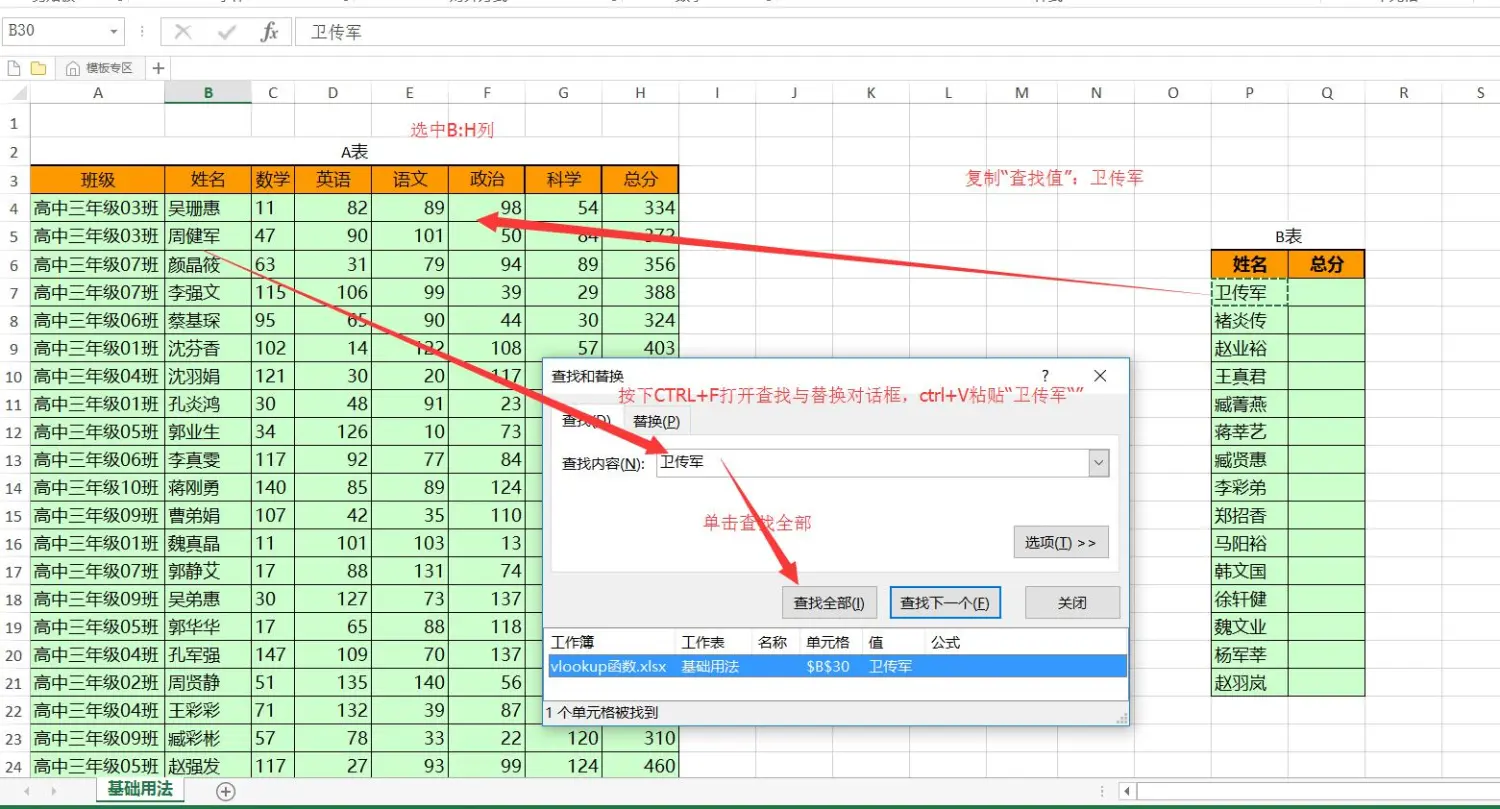 B30 fx 卫传军
模板专区 +
A B C D E F G H I J K L M N O P Q R S
1 选中B:H列
2 A表
3 班级 姓名 数学 英语 语文 政治 科学 总分 复制“查找值”：卫传军
4 高中三年级03班 吴珊惠 11 82 89 98 54 334
5 高中三年级03班 周健军 47 90 101 50 84 372 B表
6 高中三年级07班 颜晶筱 63 31 79 94 89 356 姓名 总分
7 高中三年级07班 李强文 115 106 99 39 29 388 卫传军
8 高中三年级06班 蔡基琛 95 65 90 44 30 324 褚炎传
9 高中三年级01班 沈芬香 102 14 122 108 57 403 赵业裕
10 高中三年级04班 沈羽娟 121 30 20 117 王真君
11 高中三年级01班 孔炎鸿 30 48 91 23 臧菁燕
12 高中三年级05班 郭业生 34 126 10 73 蒋莘艺
13 高中三年级06班 李真雯 117 92 77 84 臧贤惠
14 高中三年级10班 蒋刚勇 140 85 89 124 李彩弟
15 高中三年级09班 曹弟娟 107 42 35 110 郑招香
16 高中三年级01班 魏真晶 11 101 103 13 马阳裕
17 高中三年级07班 郭静艾 17 88 131 74 韩文国
18 高中三年级09班 吴弟惠 30 127 73 137 徐轩健
19 高中三年级05班 郭华华 17 65 88 118 魏文业
20 高中三年级04班 孔军强 147 109 70 137 杨军莘
21 高中三年级02班 周贤静 51 135 140 56 赵羽岚
22 高中三年级04班 王彩彩 71 132 39 87
23 高中三年级09班 臧彩彬 57 78 33 22 120 310
24 高中三年级05班 赵强发 117 27 93 99 124 460
查找和替换 ? ×
按下CTRL+F打开查找与替换对话框，ctrl+V粘贴“卫传军“”
查找(D) 替换(P)
查找内容(N): 卫传军
单击查找全部
选项(T) >>
查找全部(I) 查找下一个(F) 关闭
工作簿 工作表 名称 单元格 值 公式
vlookup函数.xlsx 基础用法 $B$30 卫传军
1 个单元格被找到
基础用法